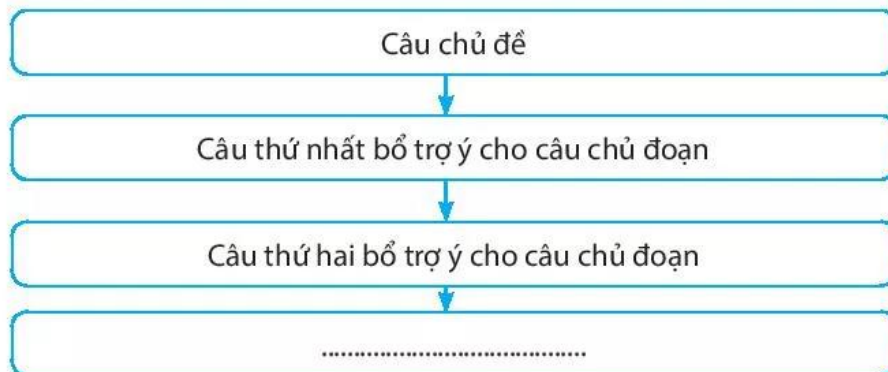 Câu chủ đề
Câu thứ nhất bổ trợ ý cho câu chủ đoạn
Câu thứ hai bổ trợ ý cho câu chủ đoạn
..........................................